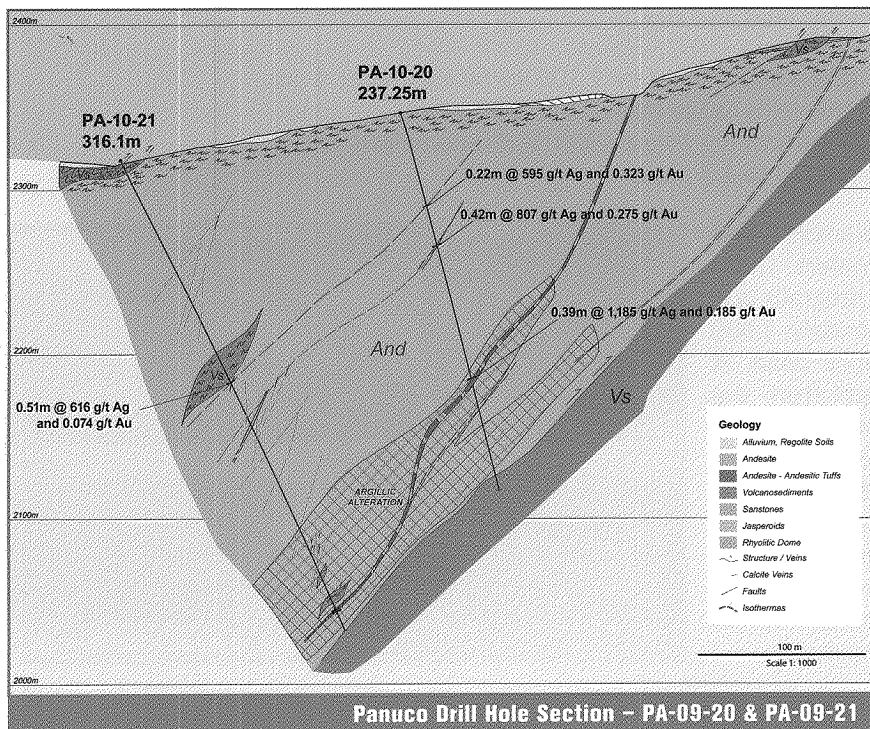 2400m
PA-10-20
237.25m
Vs
PA-10-21
316.1m
And
Vs
0.22m @ 595 g/t Ag and 0.323 g/t Au
2300m
0.42m @ 807 g/t Ag and 0.275 g/t Au
0.39m @ 1,185 g/t Ag and 0.185 g/t Au
And
2200m
Vs
Vs
0.51m @ 616 g/t Ag
and 0.074 g/t Au
Geology
Alluvium, Regolite Soils
Andesite
Andesite - Andesitic Tuffs
Volcanosediments
Sanstones
Jasperoids
Rhyolitic Dome
Structure / Veins
Calcite Veins
Faults
Isothermas
ARGILLIC
ALTERATION
2100m
100 m
Scale 1: 1000
2000m
Panuco Drill Hole Section – PA-09-20 & PA-09-21